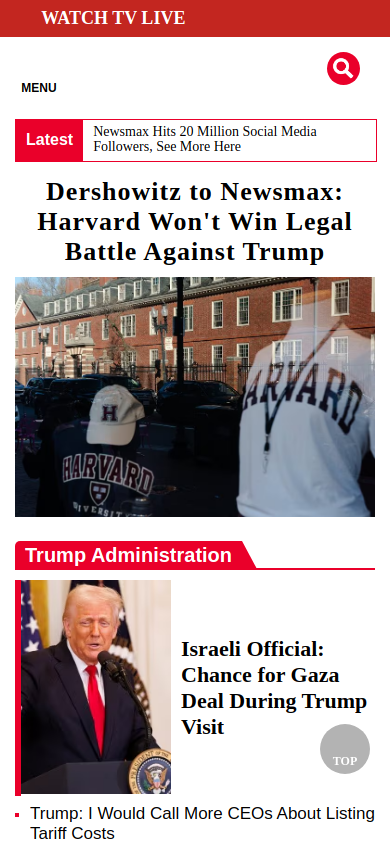 WATCH TV LIVE
MENU
Latest
Newsmax Hits 20 Million Social Media
Followers, See More Here
Dershowitz to Newsmax:
Harvard Won't Win Legal
Battle Against Trump
H
HARVARD
UNIVERSITY
HARVARD
Trump Administration
Israeli Official:
Chance for Gaza
Deal During Trump
Visit
TOP
Trump: I Would Call More CEOs About Listing
Tariff Costs